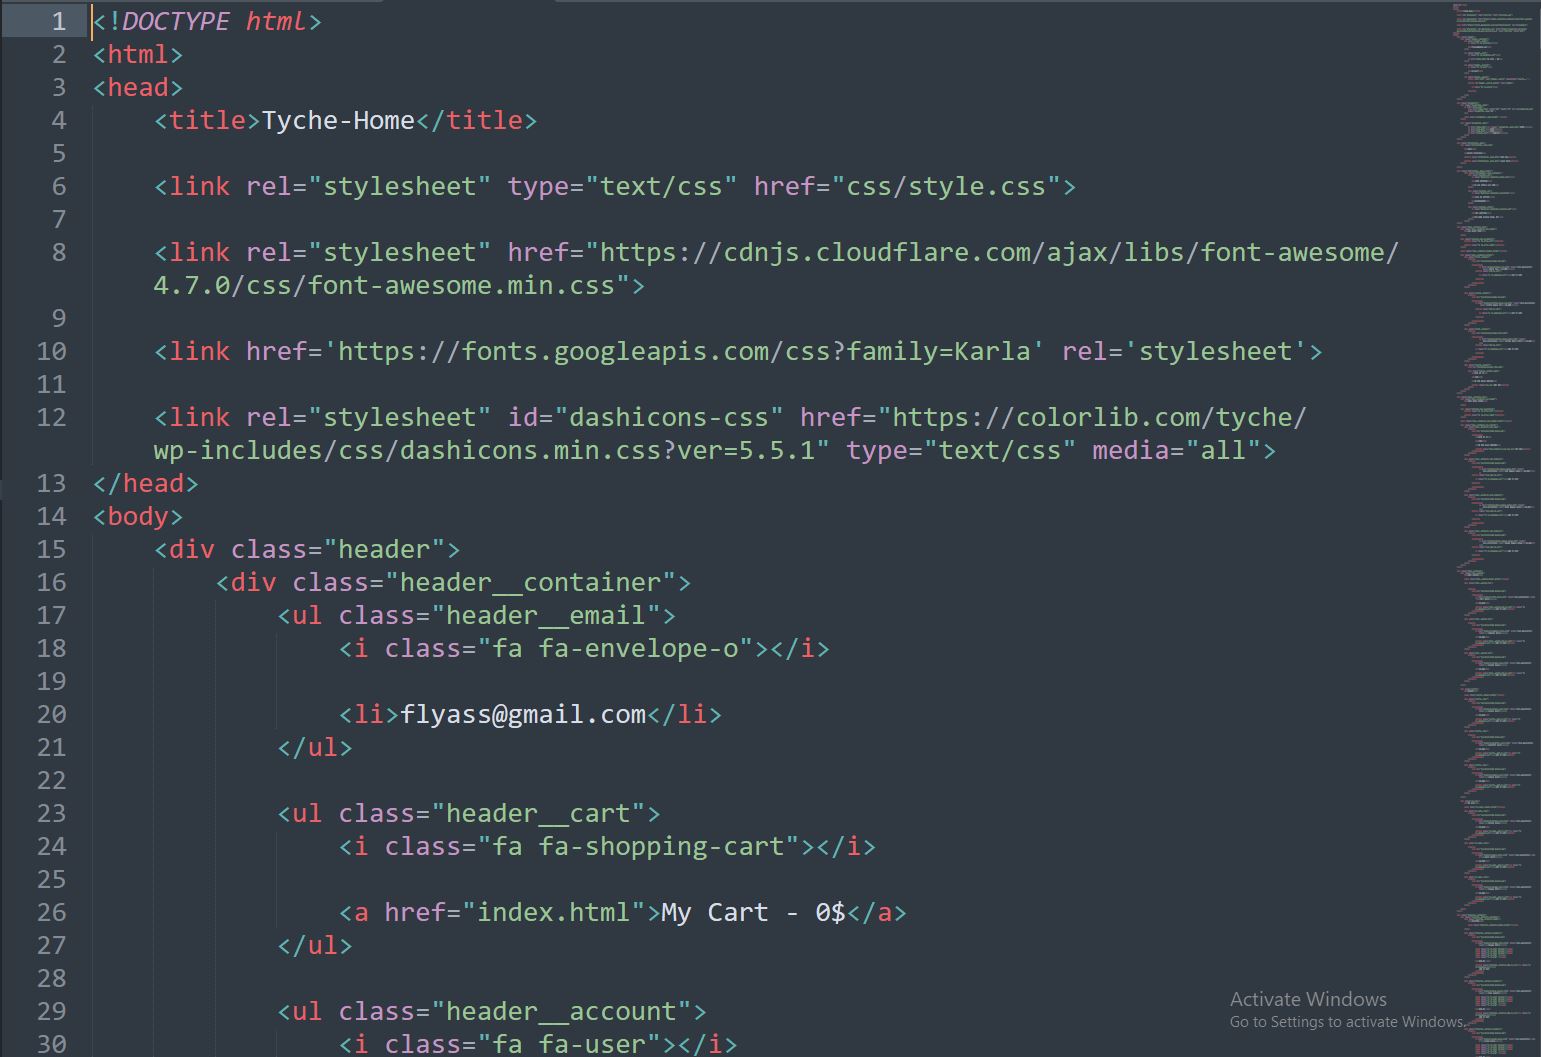 1 <!DOCTYPE html>
2 <html>
3 <head>
4 <title>Tyche-Home</title>
5
6 <link rel="stylesheet" type="text/css" href="css/style.css">
7
8 <link rel="stylesheet" href="https://cdnjs.cloudflare.com/ajax/libs/font-awesome/
4.7.0/css/font-awesome.min.css">
9
10 <link href='https://fonts.googleapis.com/css?family=Karla' rel='stylesheet'>
11
12 <link rel="stylesheet" id="dashicons-css" href="https://colorlib.com/tyche/
wp-includes/css/dashicons.min.css?ver=5.5.1" type="text/css" media="all">
13 </head>
14 <body>
15 <div class="header">
16 <div class="header__container">
17 <ul class="header__email">
18 <i class="fa fa-envelope-o"></i>
19
20 <li>flyass@gmail.com</li>
21 </ul>
22
23 <ul class="header__cart">
24 <i class="fa fa-shopping-cart"></i>
25
26 <a href="index.html">My Cart - 0$</a>
27 </ul>
28
29 <ul class="header__account">
30 <i class="fa fa-user"></i>
Activate Windows
Go to Settings to activate Windows.